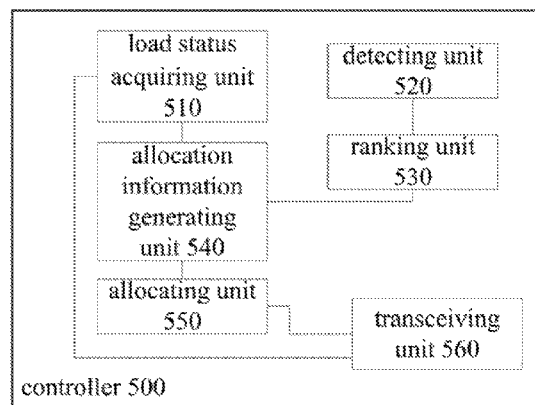 load status
acquiring unit
510
detecting unit
520
allocation
information
generating
unit 540
ranking unit
530
allocating unit
550
transceiving
unit 560
controller 500